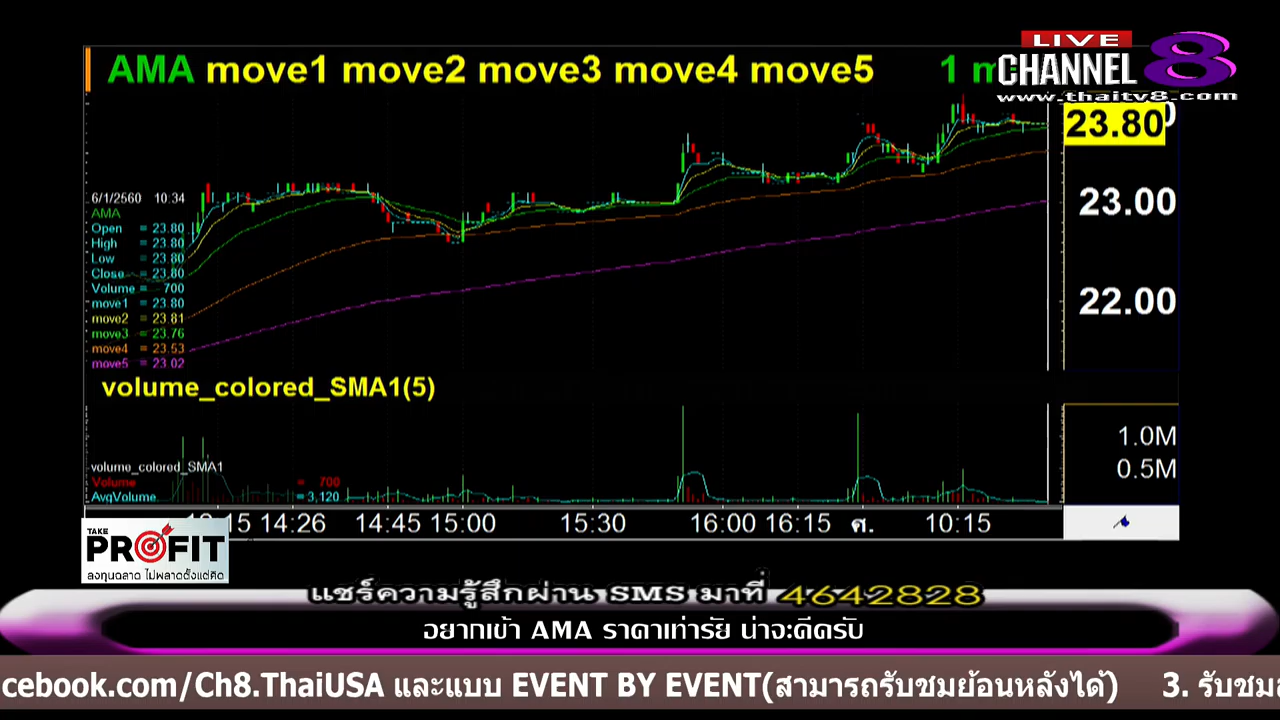 AMA move1 move2 move3 move4 move5
LIVE
CHANNEL 8
www.thaitv8.com
23.80
23.00
22.00
6/1/2560 10:34
AMA
Open = 23.80
High = 23.80
Low = 23.80
Close = 23.80
Volume = 700
move1 = 23.80
move2 = 23.81
move3 = 23.76
move4 = 23.53
move5 = 23.02
volume_colored_SMA1(5)
1.0M
0.5M
volume_colored_SMA1
Volume = 700
AvgVolume = 3,120
14:26 14:45 15:00 15:30 16:00 16:15 ศ. 10:15
TAKE
PROFIT
ลงทุนฉลาด ไม่พลาดตั้งแต่คิด
แชร์ความรู้สึกผ่าน SMS มาที่ 4642828
อยากเข้า AMA ราคาเท่ารัย น่าจะดีครับ
cebook.com/Ch8.ThaiUSA และแบบ EVENT BY EVENT(สามารถรับชมย้อนหลังได้) 3. รับชม